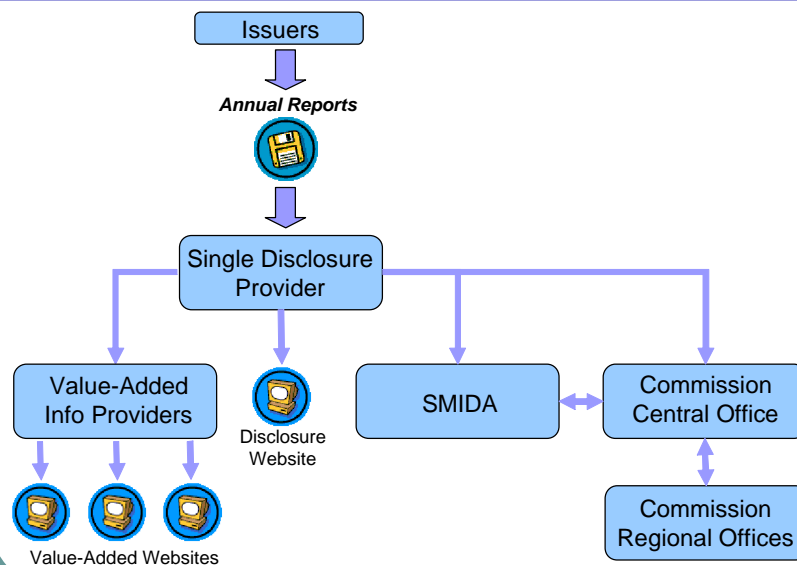 Issuers
Annual Reports
Single Disclosure
Provider
Value-Added
Info Providers
Disclosure
Website
SMIDA
Commission
Central Office
Commission
Regional Offices
Value-Added Websites